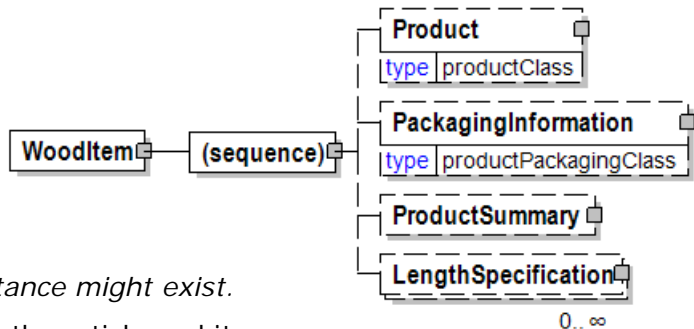 Product
type productClass
PackagingInformation
type productPackagingClass
WoodItem
(sequence)
ProductSummary
LengthSpecification
0..∞
tance might exist.